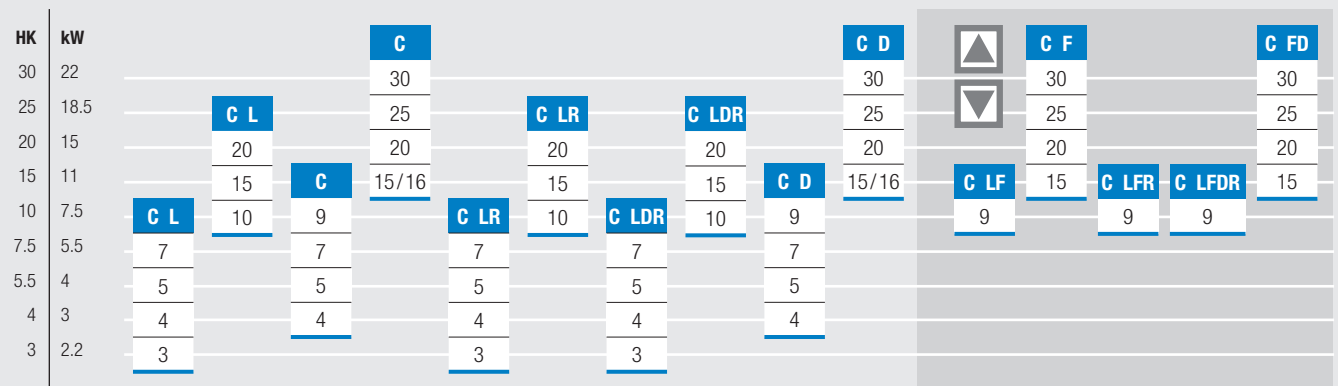 HK kW C C D C F C FD
30 22 30 30 30 30
25 18.5 C L 25 C LR C LDR 25 25 25
20 15 20 20 20 20 20 20 20
15 11 15 C 15/16 15 15 C D 15/16 C LF 15 C LFR C LFDR 15
10 7.5 C L 10 9 C LR 10 C LDR 10 9 9 9 9
7.5 5.5 7 7 7 7 7
5.5 4 5 5 5 5 5
4 3 4 4 4 4 4
3 2.2 3 3 3